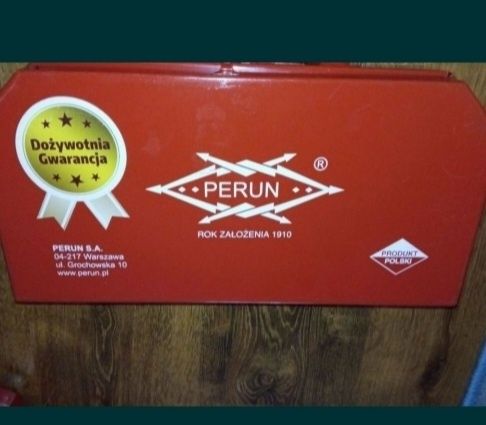 Dożywotnia
Gwarancja
PERUN ®
ROK ZAŁOŻENIA 1910
PERUN S.A.
04-217 Warszawa
ul. Grochowska 10
www.perun.pl
PRODUKT
POLSKI